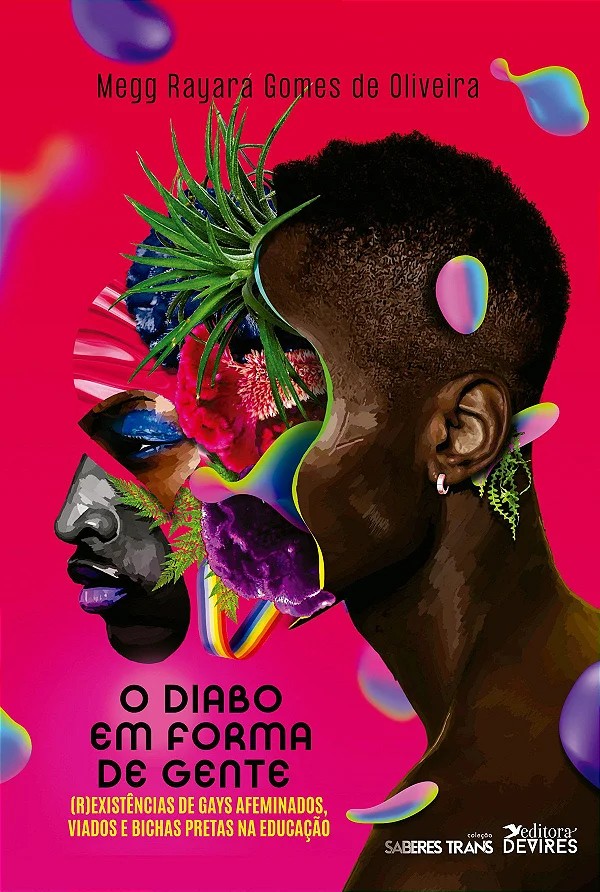 Megg Rayara Gomes de Oliveira
O DIABO
EM FORMA
DE GENTE
(R)EXISTÊNCIAS DE GAYS AFEMINADOS,
VIADOS E BICHAS PRETAS NA EDUCAÇÃO
coleção
SABERES TRANS
editora
DEVIRES